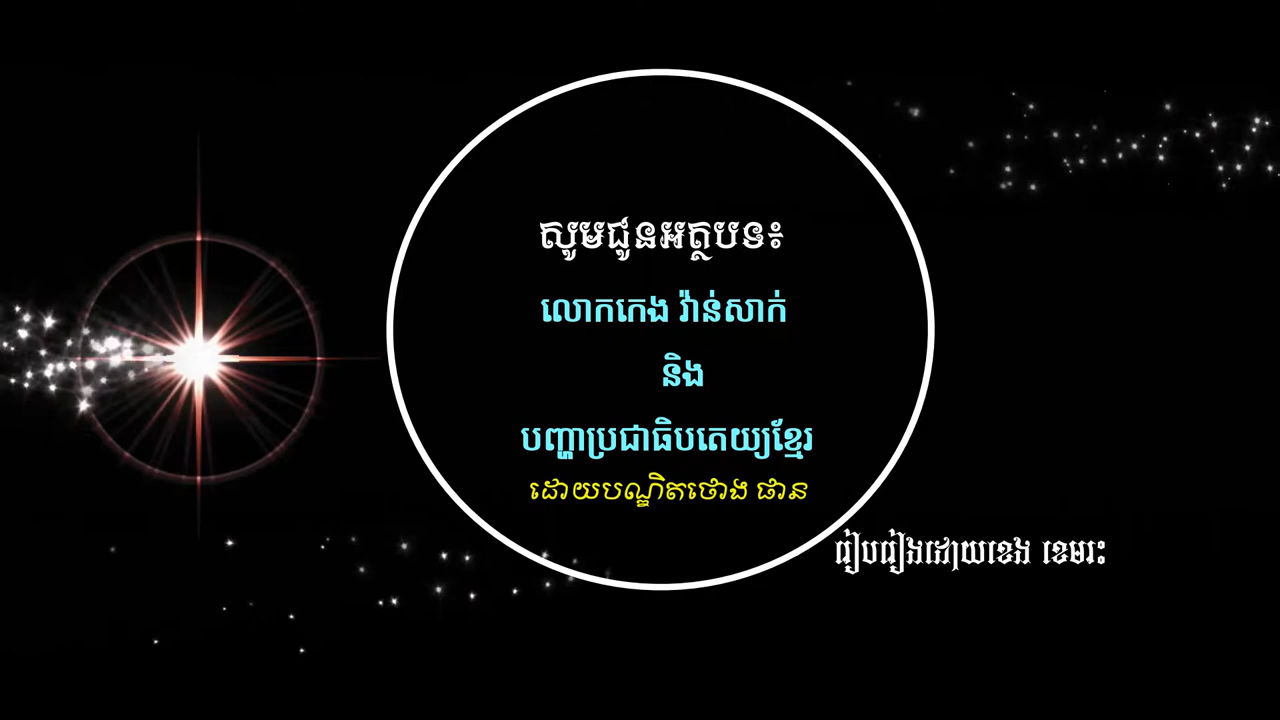 សូមជូនអត្ថបទ៖
លោកកេង វ៉ាន់សាក់
និង
បញ្ហាប្រជាធិបតេយ្យខ្មែរ
ដោយបណ្ឌិតថោង ផាន
រៀបរៀងដោយខេង ខេមរះ